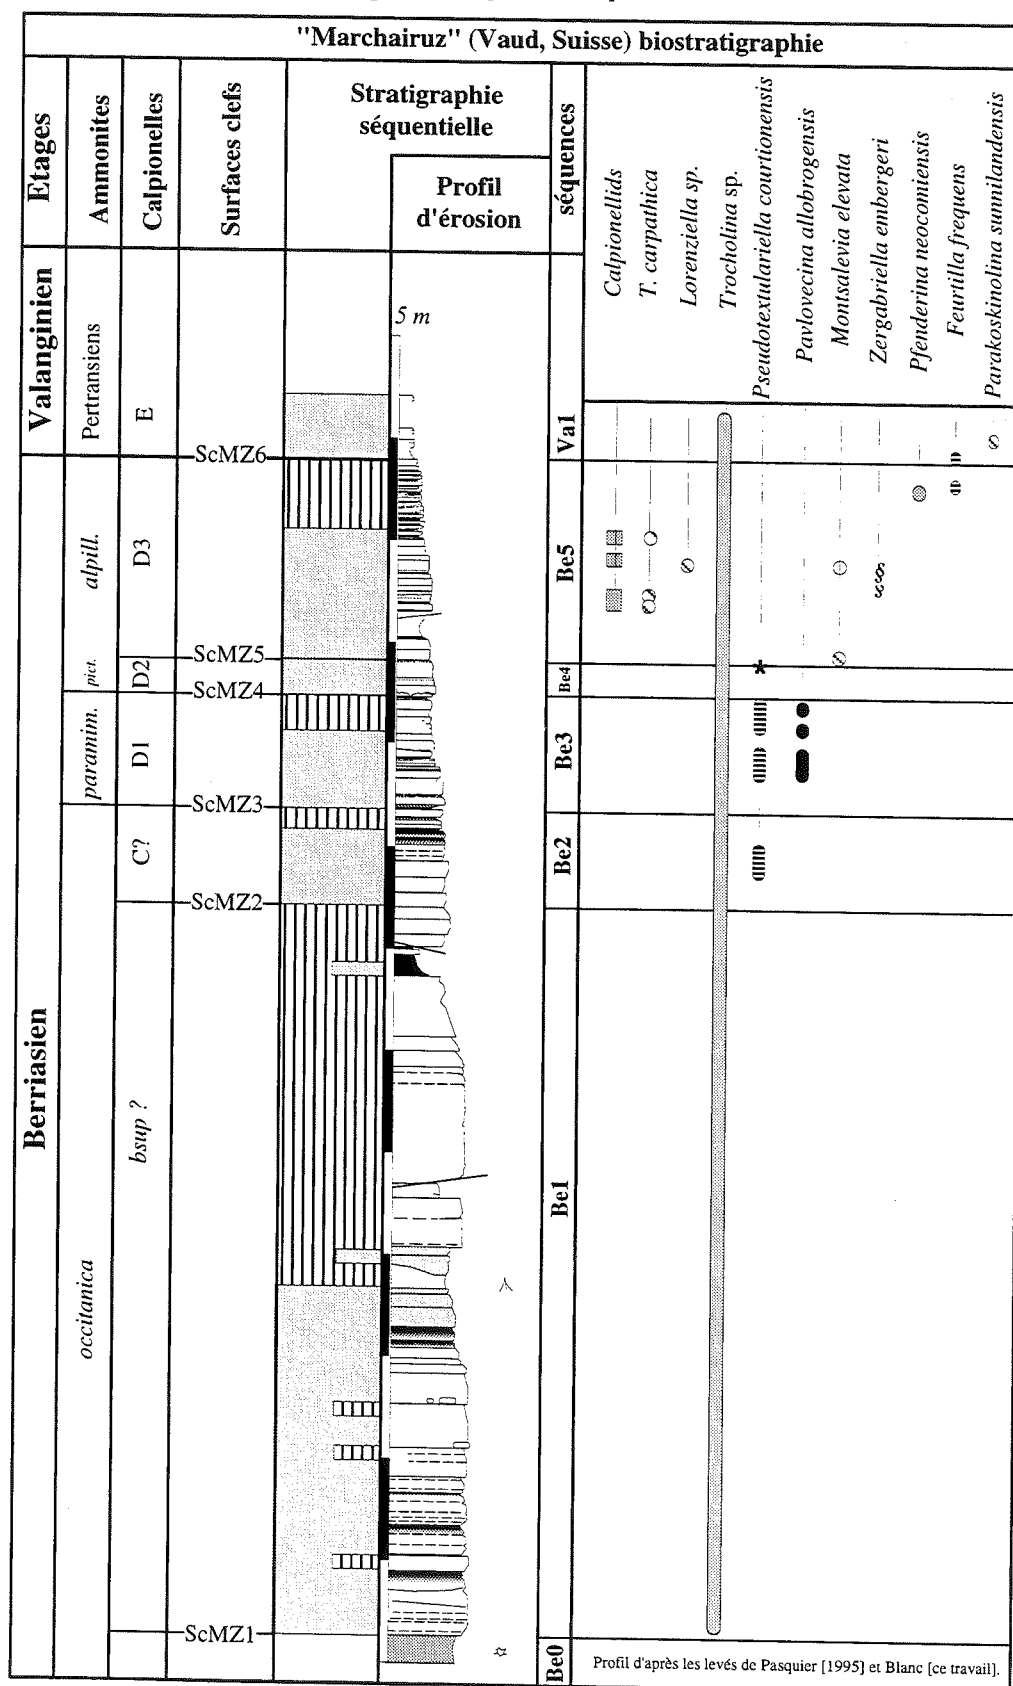 "Marchairuz" (Vaud, Suisse) biostratigraphie
Etages
Ammonites
Calpionelles
Surfaces clefs
Stratigraphie
séquentielle
Profil
d'érosion
séquences
Calpionellids
T. carpathica
Lorenziella sp.
Trocholina sp.
Pseudotextulariella courtionensis
Pavlovecina allobrogensis
Montsalevia elevata
Zergabriella embergeri
Pfenderina neocomiensis
Feurtilla frequens
Parakoskinolina sunnilandensis
Valanginien
Pertransiens
E
5 m
Va1
ScMZ6
Berriasien
alpill.
D3
Be5
ScMZ5
pict.
D2
Be4
ScMZ4
paramim.
D1
Be3
ScMZ3
C?
Be2
ScMZ2
occitanica
bsup ?
Be1
ScMZ1
Be0
Profil d'après les levés de Pasquier [1995] et Blanc [ce travail].